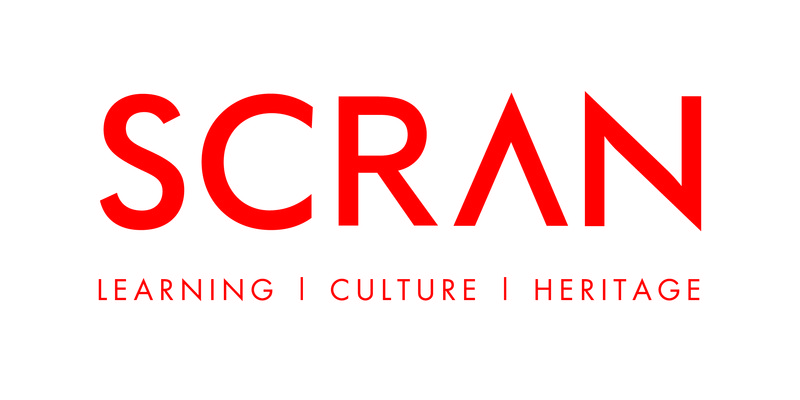 SCRAN
LEARNING | CULTURE | HERITAGE